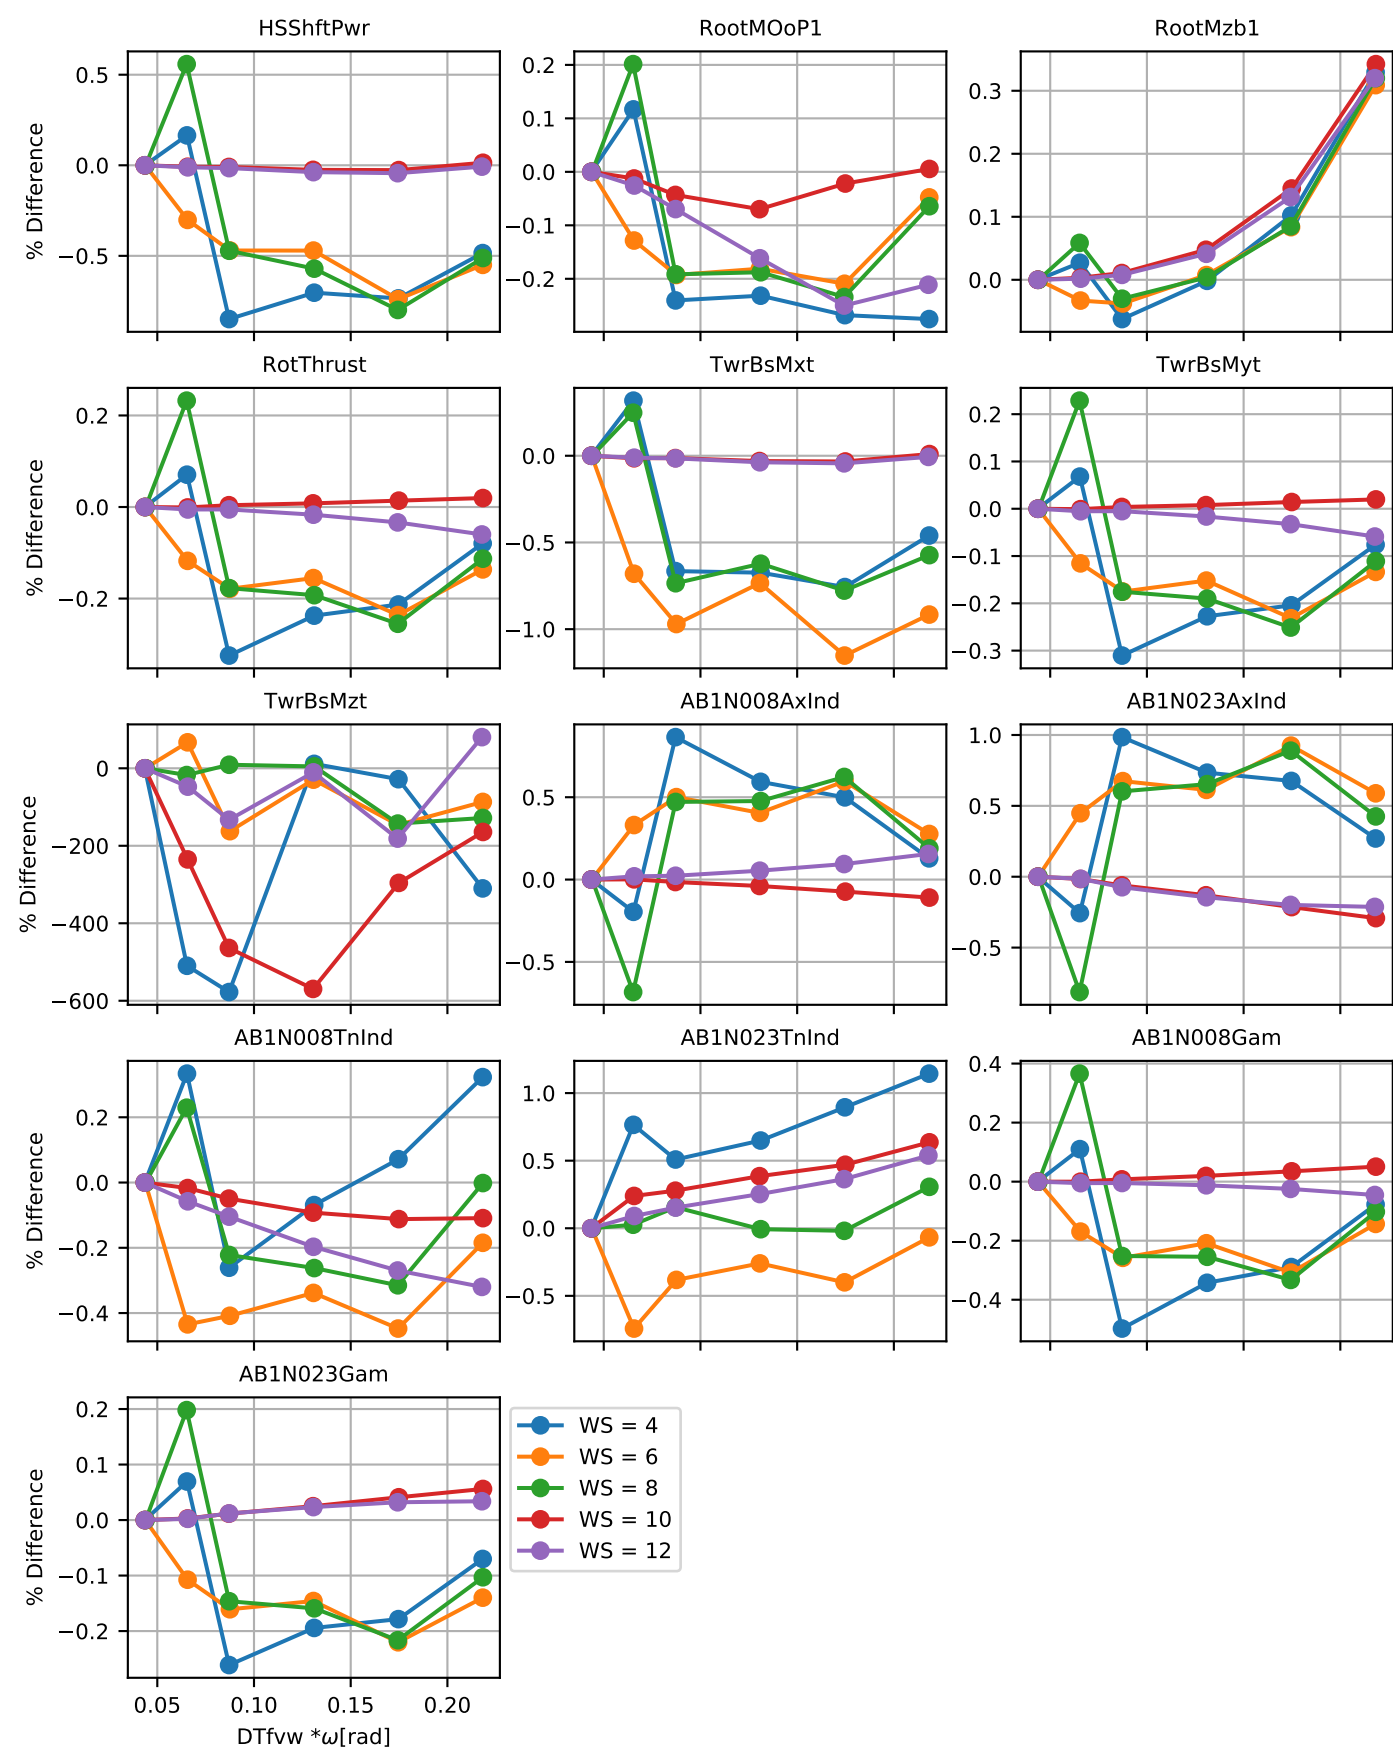 HSShftPwr
RootMOoP1
RootMzb1
% Difference
0.5
0.0
−0.5
0.2
0.1
0.0
−0.1
−0.2
0.3
0.2
0.1
0.0
RotThrust
TwrBsMxt
TwrBsMyt
% Difference
0.2
0.0
−0.2
0.0
−0.5
−1.0
0.2
0.1
0.0
−0.1
−0.2
−0.3
TwrBsMzt
AB1N008AxInd
AB1N023AxInd
% Difference
0
−200
−400
−600
0.5
0.0
−0.5
1.0
0.5
0.0
−0.5
AB1N008TnInd
AB1N023TnInd
AB1N008Gam
% Difference
0.2
0.0
−0.2
−0.4
1.0
0.5
0.0
−0.5
0.4
0.2
0.0
−0.2
−0.4
AB1N023Gam
% Difference
0.2
0.1
0.0
−0.1
−0.2
0.05 0.10 0.15 0.20
DTfvw *ω[rad]
WS = 4
WS = 6
WS = 8
WS = 10
WS = 12